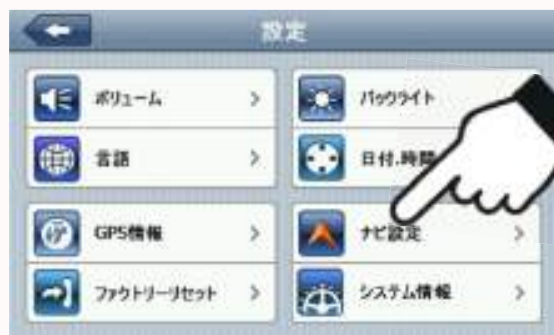 設定
ボリューム
バックライト
言語
日付.時間
GPS情報
ナビ設定
ファクトリーリセット
システム情報